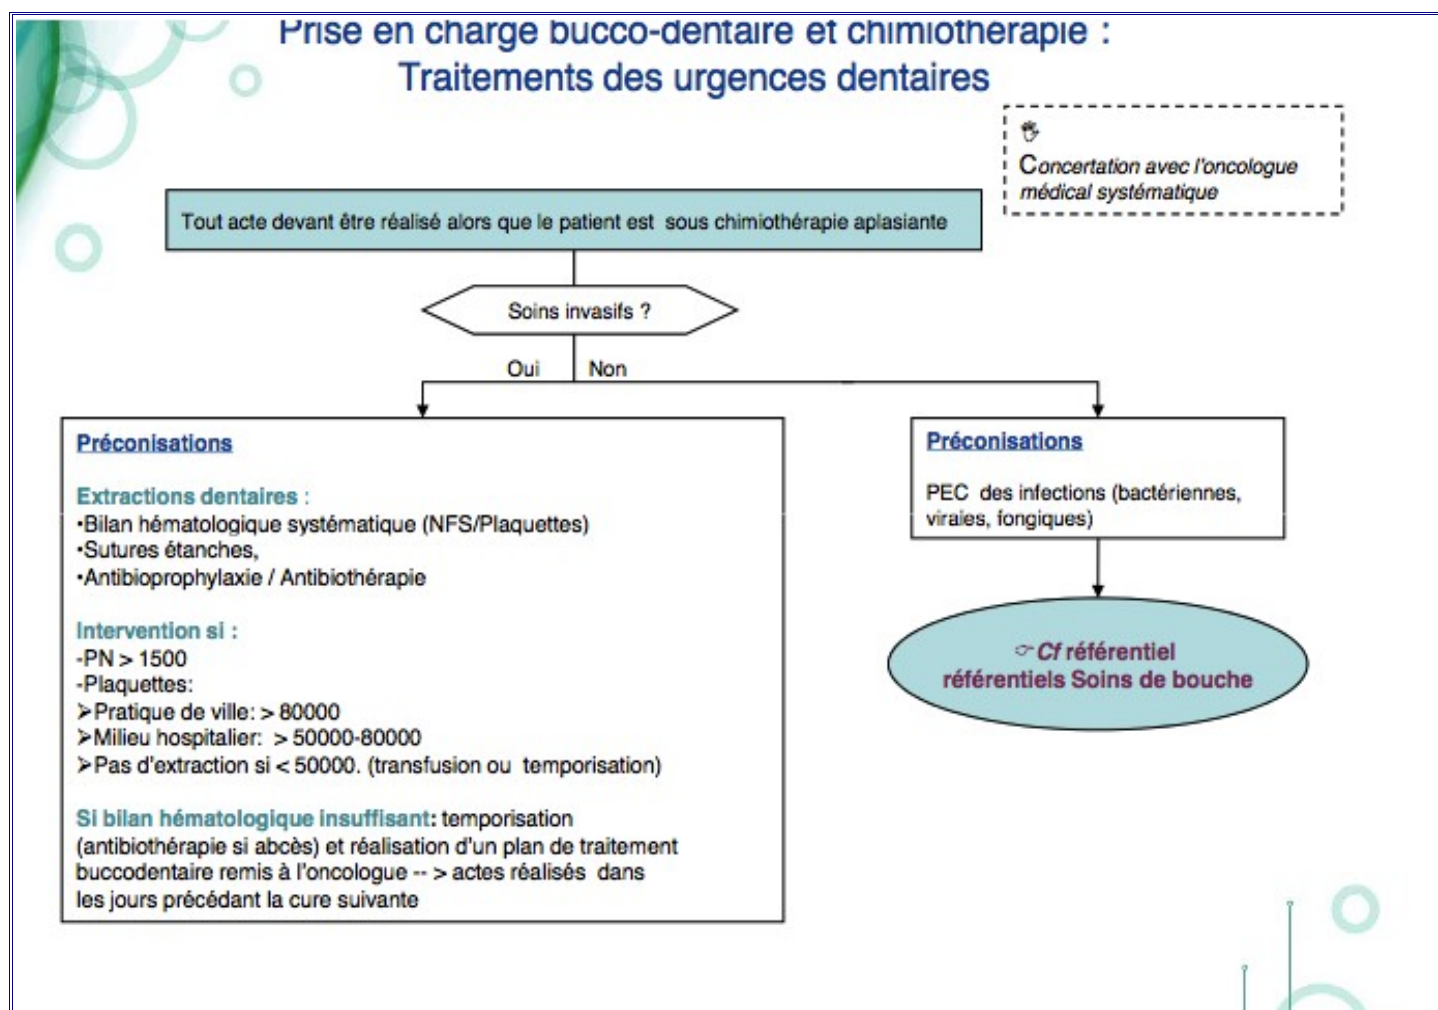 Prise en charge bucco-dentaire et chimiothérapie :
Traitements des urgences dentaires
Concertation avec l'oncologue
médical systématique
Tout acte devant être réalisé alors que le patient est sous chimiothérapie aplasiante
Soins invasifs ?
Oui Non
Préconisations
Extractions dentaires :
•Bilan hématologique systématique (NFS/Plaquettes)
•Sutures étanches,
•Antibioprophylaxie / Antibiothérapie
Intervention si :
-PN > 1500
-Plaquettes:
➢Pratique de ville: > 80000
➢Milieu hospitalier: > 50000-80000
➢Pas d'extraction si < 50000. (transfusion ou temporisation)
Si bilan hématologique insuffisant: temporisation
(antibiothérapie si abcès) et réalisation d'un plan de traitement
buccodentaire remis à l'oncologue -- > actes réalisés dans
les jours précédant la cure suivante
Préconisations
PEC des infections (bactériennes,
virales, fongiques)
☞Cf référentiel
référentiels Soins de bouche